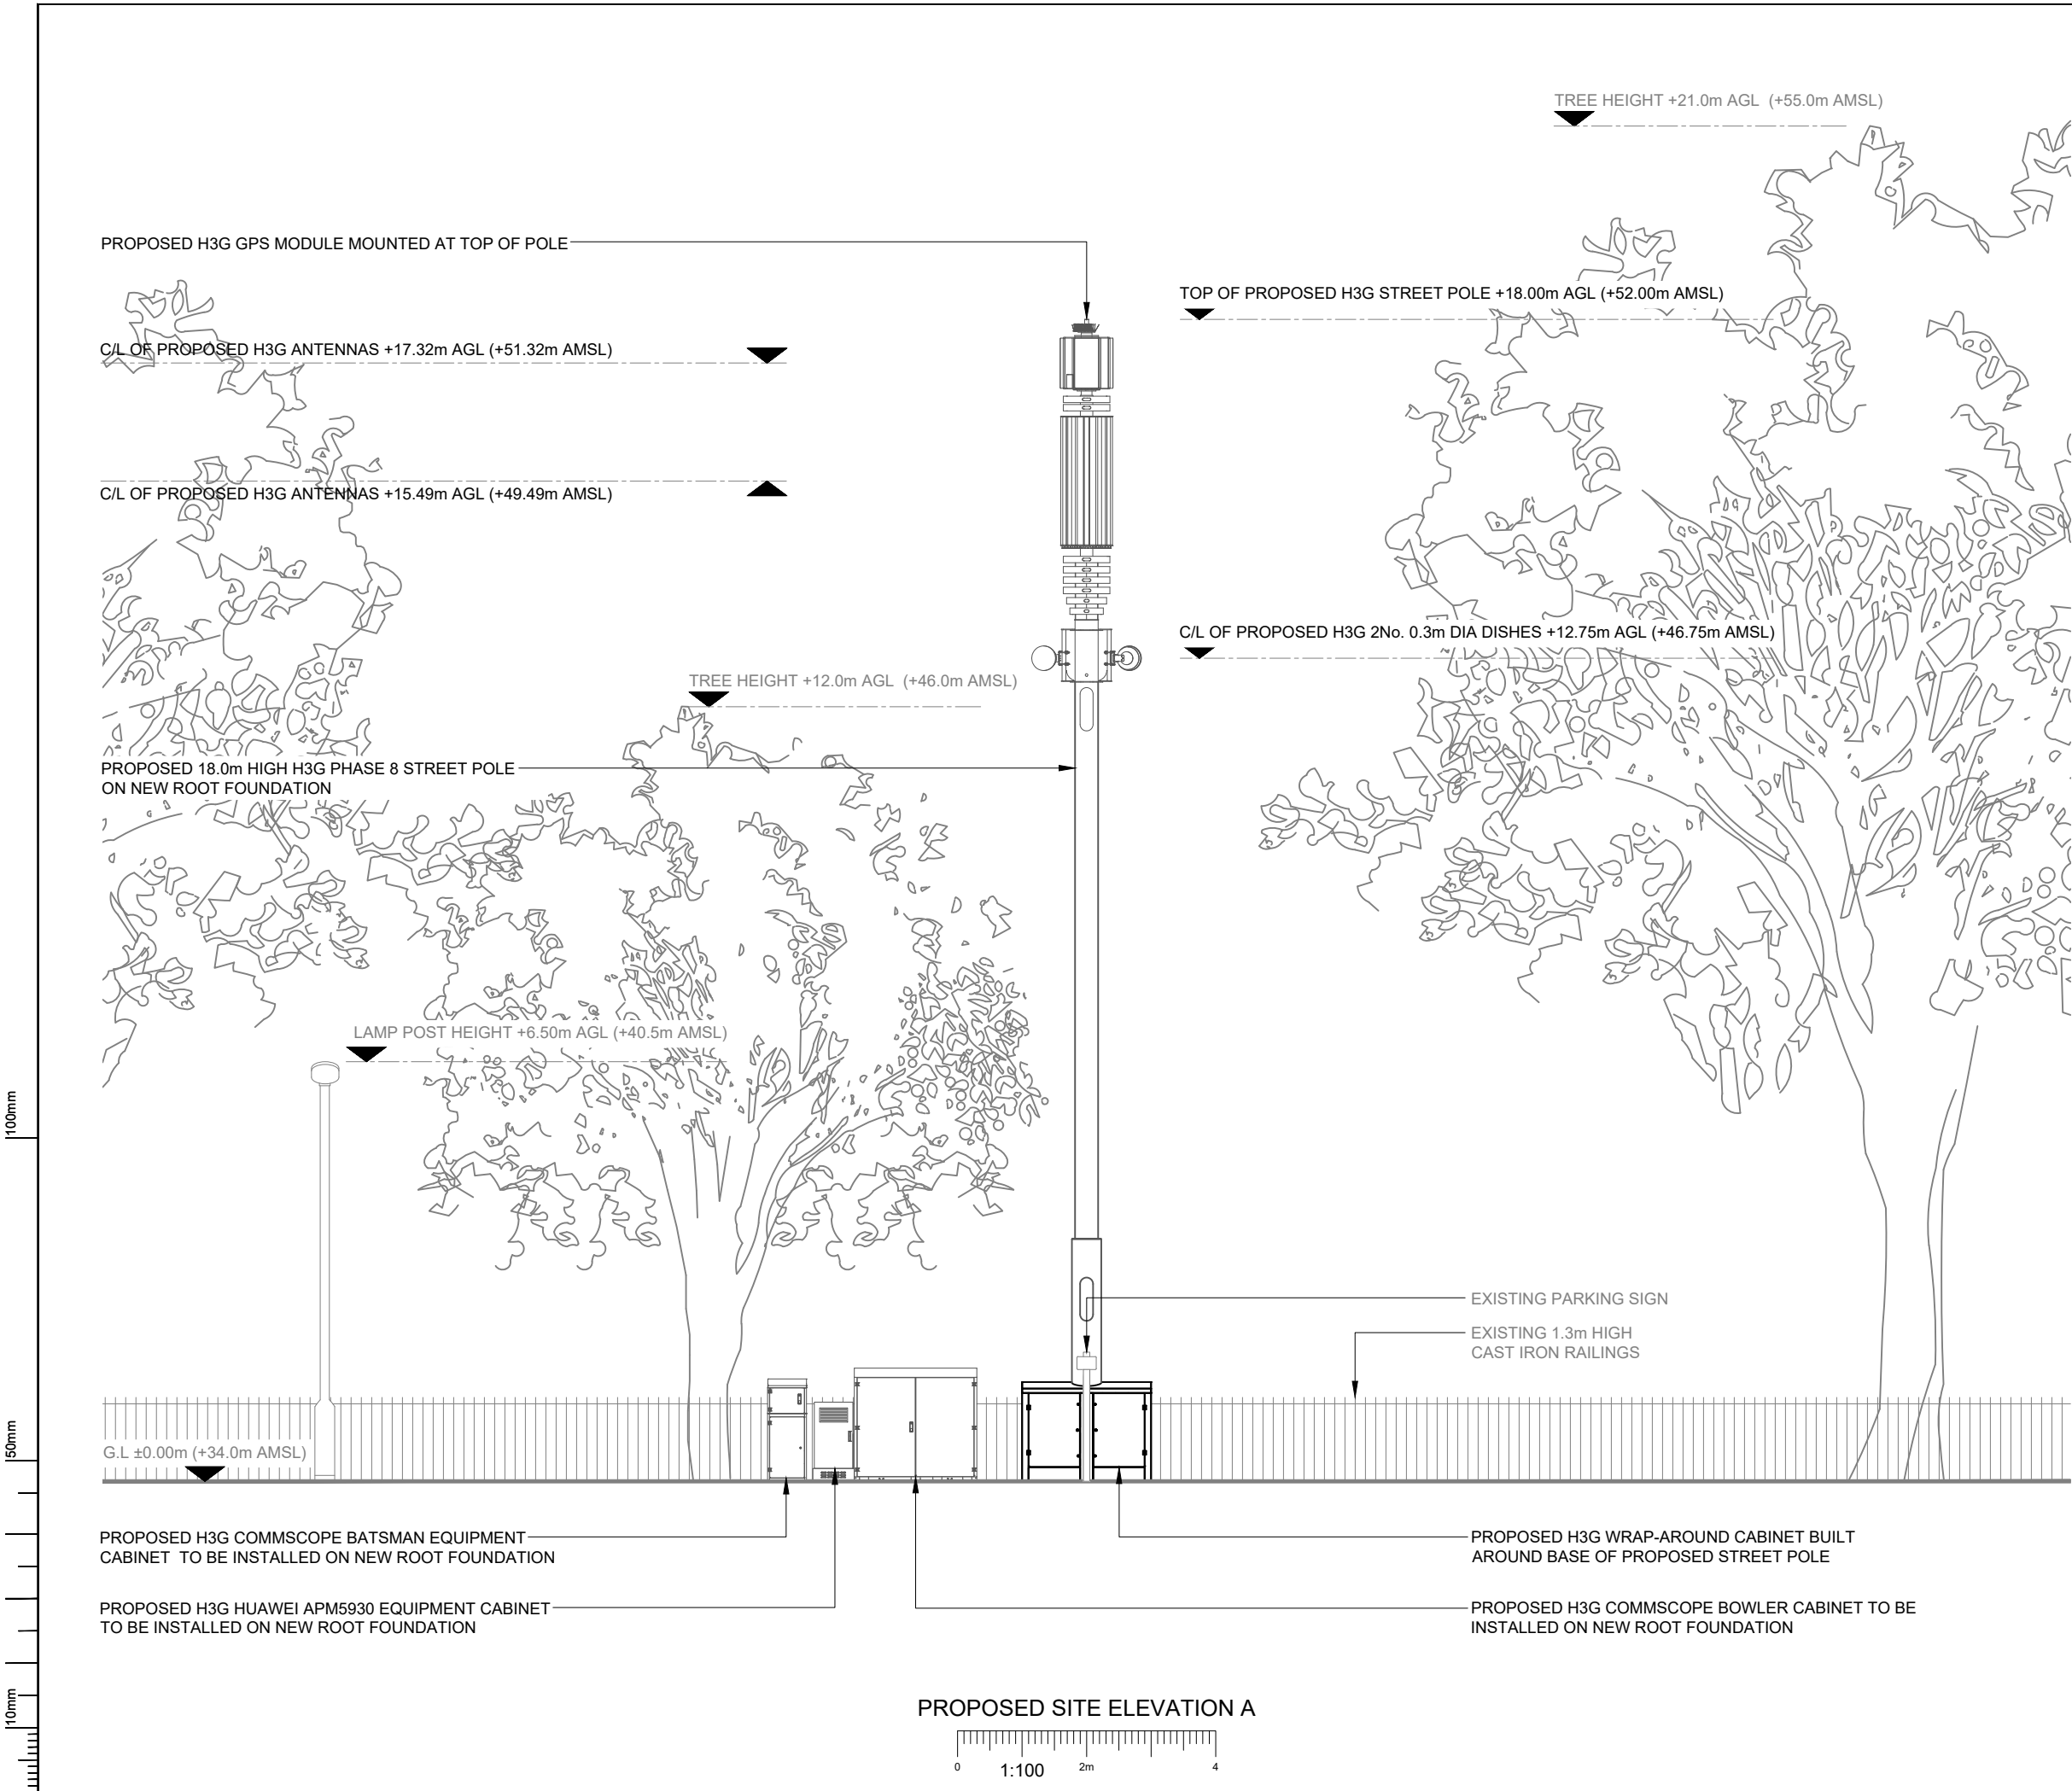 TREE HEIGHT +21.0m AGL (+55.0m AMSL)
PROPOSED H3G GPS MODULE MOUNTED AT TOP OF POLE
TOP OF PROPOSED H3G STREET POLE +18.00m AGL (+52.00m AMSL)
C/L OF PROPOSED H3G ANTENNAS +17.32m AGL (+51.32m AMSL)
C/L OF PROPOSED H3G ANTENNAS +15.49m AGL (+49.49m AMSL)
C/L OF PROPOSED H3G 2No. 0.3m DIA DISHES +12.75m AGL (+46.75m AMSL)
TREE HEIGHT +12.0m AGL (+46.0m AMSL)
PROPOSED 18.0m HIGH H3G PHASE 8 STREET POLE
ON NEW ROOT FOUNDATION
LAMP POST HEIGHT +6.50m AGL (+40.5m AMSL)
100mm
EXISTING PARKING SIGN
EXISTING 1.3m HIGH
CAST IRON RAILINGS
50mm
G.L ±0.00m (+34.0m AMSL)
PROPOSED H3G COMMSCOPE BATSMAN EQUIPMENT
CABINET TO BE INSTALLED ON NEW ROOT FOUNDATION
PROPOSED H3G WRAP-AROUND CABINET BUILT
AROUND BASE OF PROPOSED STREET POLE
PROPOSED H3G HUAWEI APM5930 EQUIPMENT CABINET
TO BE INSTALLED ON NEW ROOT FOUNDATION
PROPOSED H3G COMMSCOPE BOWLER CABINET TO BE
INSTALLED ON NEW ROOT FOUNDATION
10mm
PROPOSED SITE ELEVATION A
0 1:100 2m 4